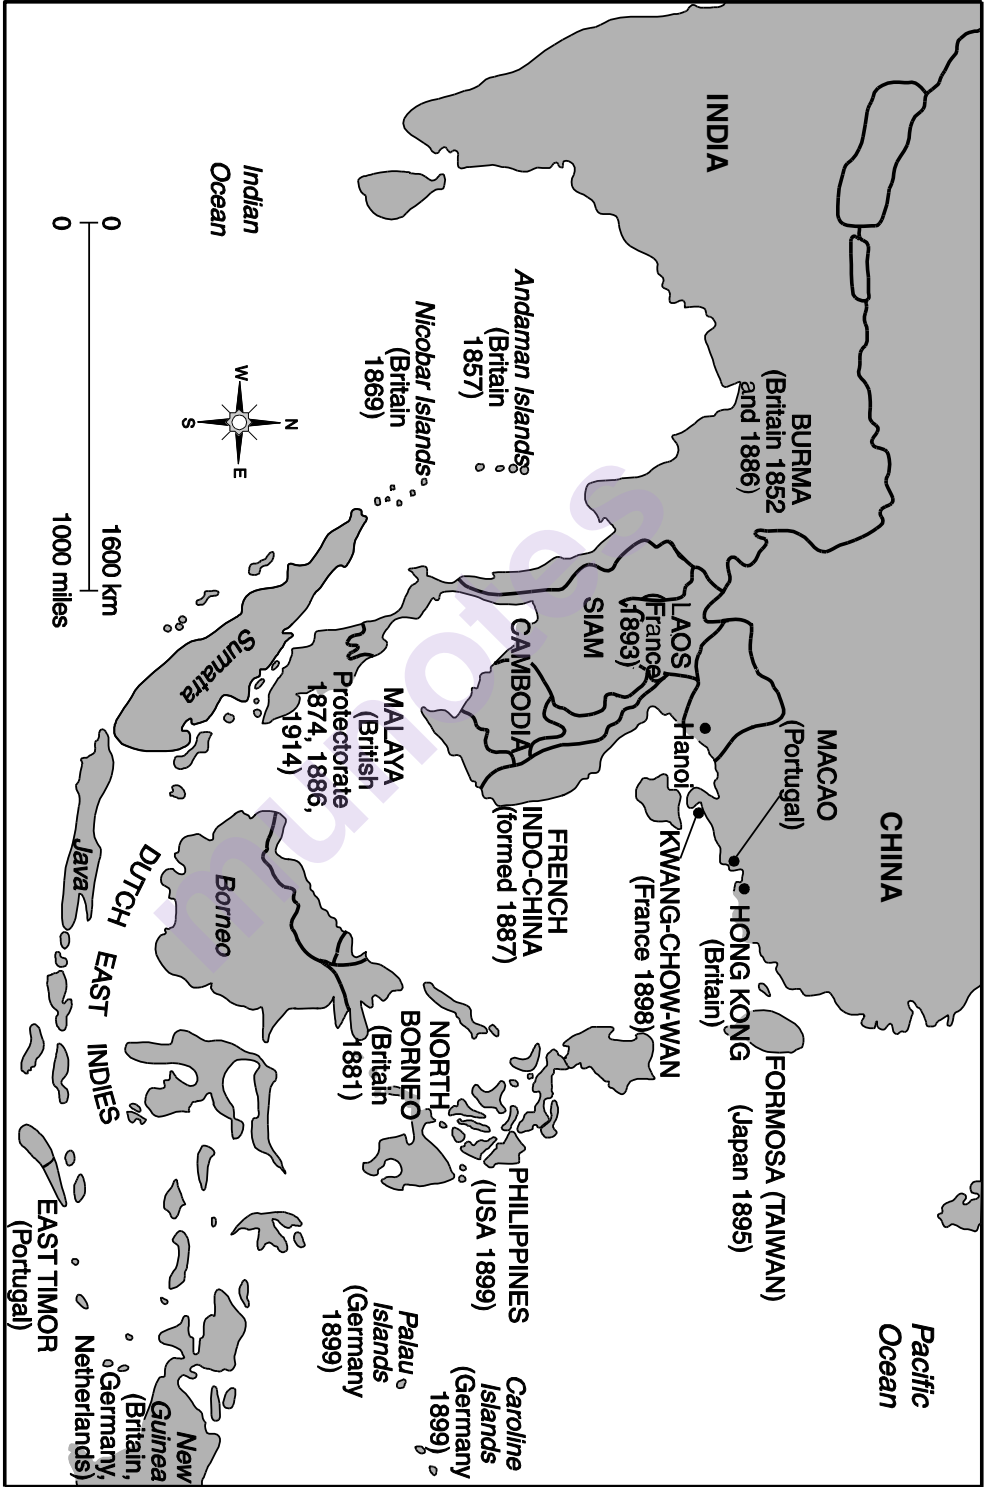 INDIA
CHINA
Pacific
Ocean
BURMA
(Britain 1852
and 1886)
MACAO
(Portugal)
HONG KONG
(Britain)
FORMOSA (TAIWAN)
(Japan 1895)
LAOS
(France
1893)
Hanoi
KWANG-CHOW-WAN
(France 1898)
SIAM
Andaman Islands
(Britain
1857)
CAMBODIA
FRENCH
INDO-CHINA
(formed 1887)
PHILIPPINES
(USA 1899)
Caroline
Islands
(Germany
1899)
Nicobar Islands
(Britain
1869)
MALAYA
(British
Protectorate
1874, 1886,
1914)
NORTH
BORNEO
(Britain
1881)
Palau
Islands
(Germany
1899)
Indian
Ocean
N
W
E
S
Sumatra
Borneo
Java
DUTCH EAST INDIES
New
Guinea
(Britain,
Germany,
Netherlands)
EAST TIMOR
(Portugal)
0
1600 km
0
1000 miles
munotes